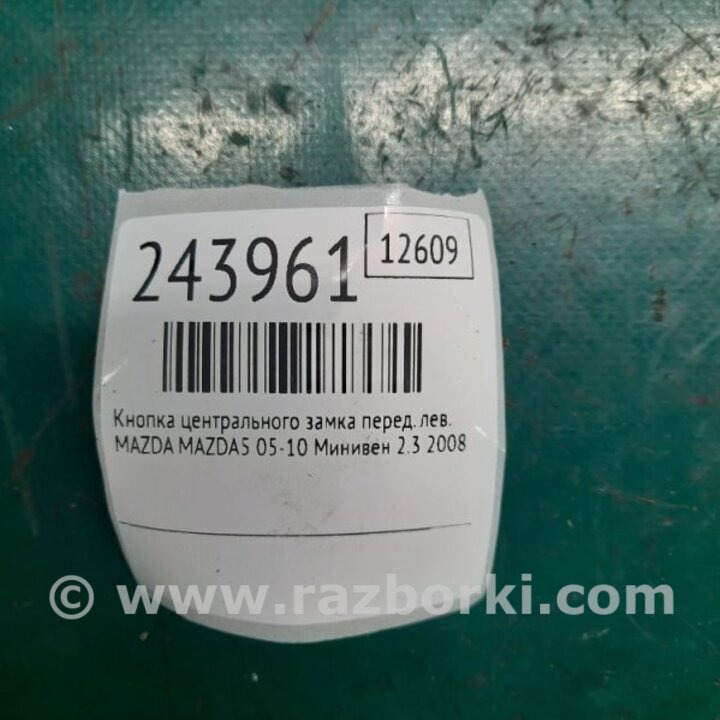 243961
12609
Кнопка центрального замка перед. лев.
MAZDA MAZDA5 05-10 Минивен 2.3 2008
© www.razborki.com